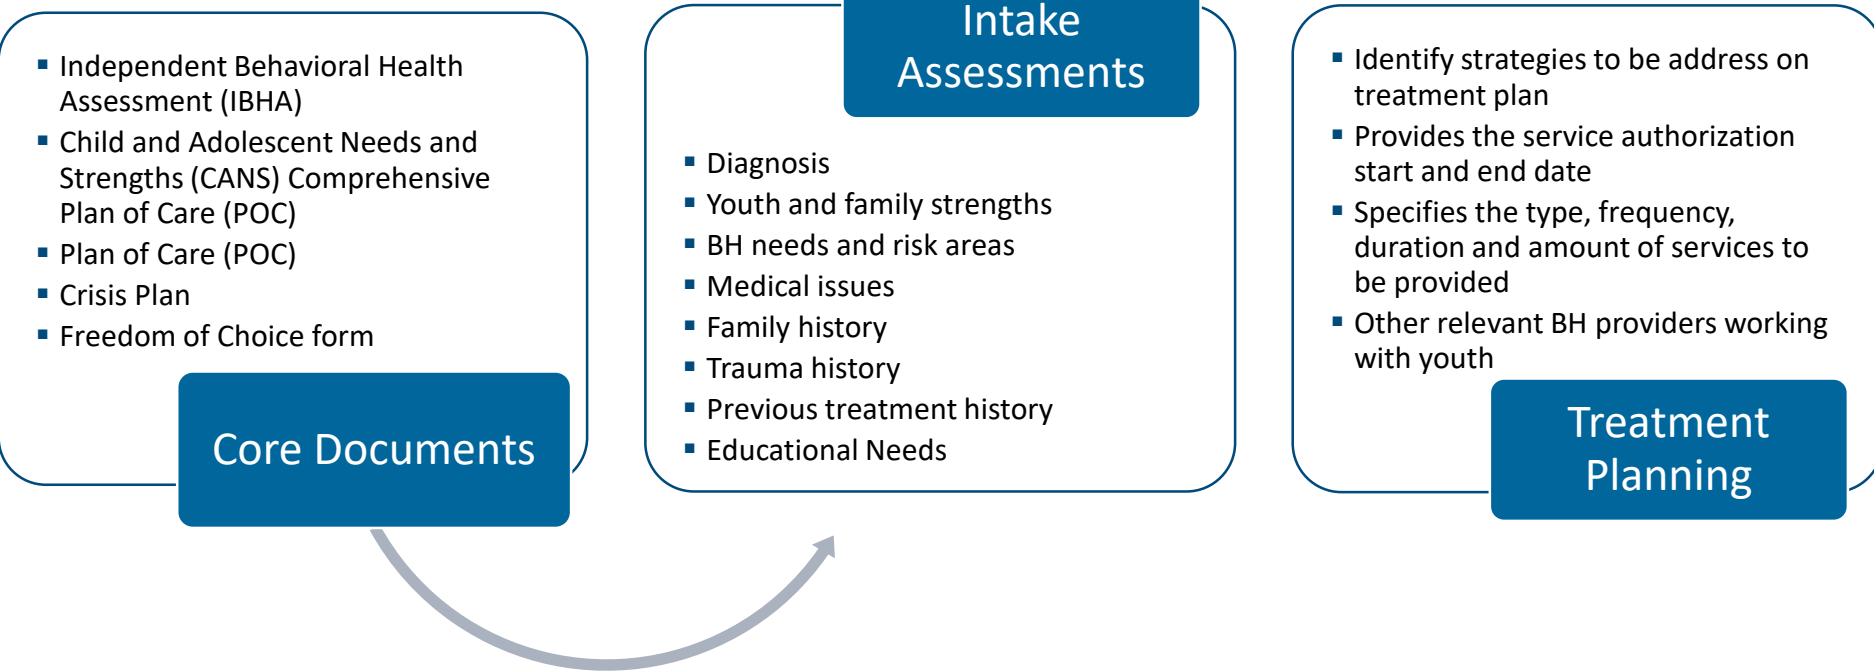 ▪ Independent Behavioral Health
Assessment (IBHA)
▪ Child and Adolescent Needs and
Strengths (CANS) Comprehensive
Plan of Care (POC)
▪ Plan of Care (POC)
▪ Crisis Plan
▪ Freedom of Choice form
Core Documents
Intake
Assessments
▪ Diagnosis
▪ Youth and family strengths
▪ BH needs and risk areas
▪ Medical issues
▪ Family history
▪ Trauma history
▪ Previous treatment history
▪ Educational Needs
▪ Identify strategies to be address on
treatment plan
▪ Provides the service authorization
start and end date
▪ Specifies the type, frequency,
duration and amount of services to
be provided
▪ Other relevant BH providers working
with youth
Treatment
Planning